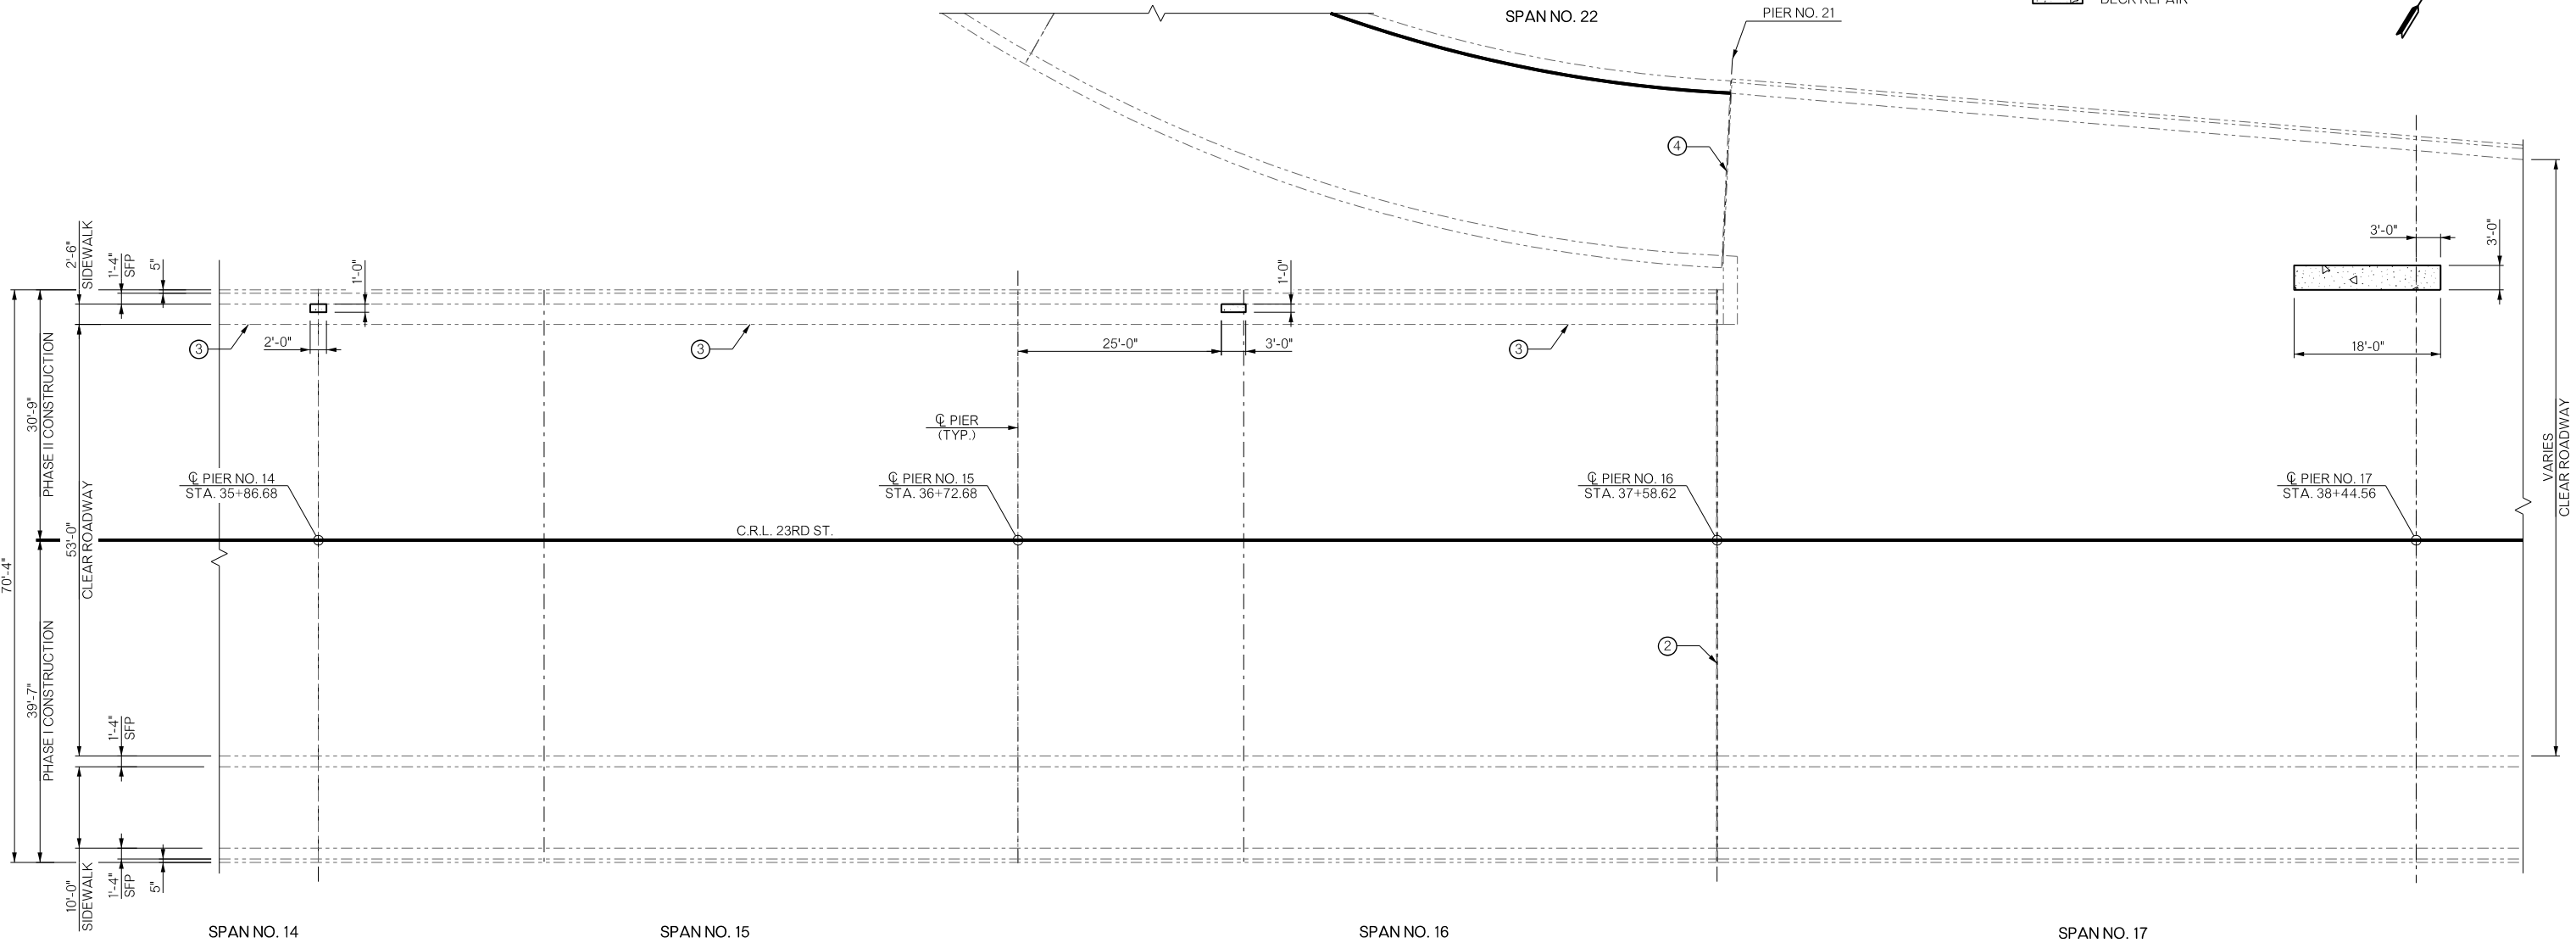 SPAN NO. 22
PIER NO. 21
DECK REPAIR
4
2'-6"
SIDEWALK
1'-4"
SFP
5"
1'-0"
1'-0"
3'-0"
3'-0"
3
2'-0"
3
25'-0"
3'-0"
3
18'-0"
70'-4"
30'-9"
PHASE II CONSTRUCTION
53'-0"
CLEAR ROADWAY
℄ PIER
(TYP.)
℄ PIER NO. 14
STA. 35+86.68
℄ PIER NO. 15
STA. 36+72.68
℄ PIER NO. 16
STA. 37+58.62
℄ PIER NO. 17
STA. 38+44.56
VARIES
CLEAR ROADWAY
C.R.L. 23RD ST.
2
39'-7"
PHASE I CONSTRUCTION
1'-4"
SFP
10'-0"
SIDEWALK
1'-4"
SFP
5"
SPAN NO. 14
SPAN NO. 15
SPAN NO. 16
SPAN NO. 17